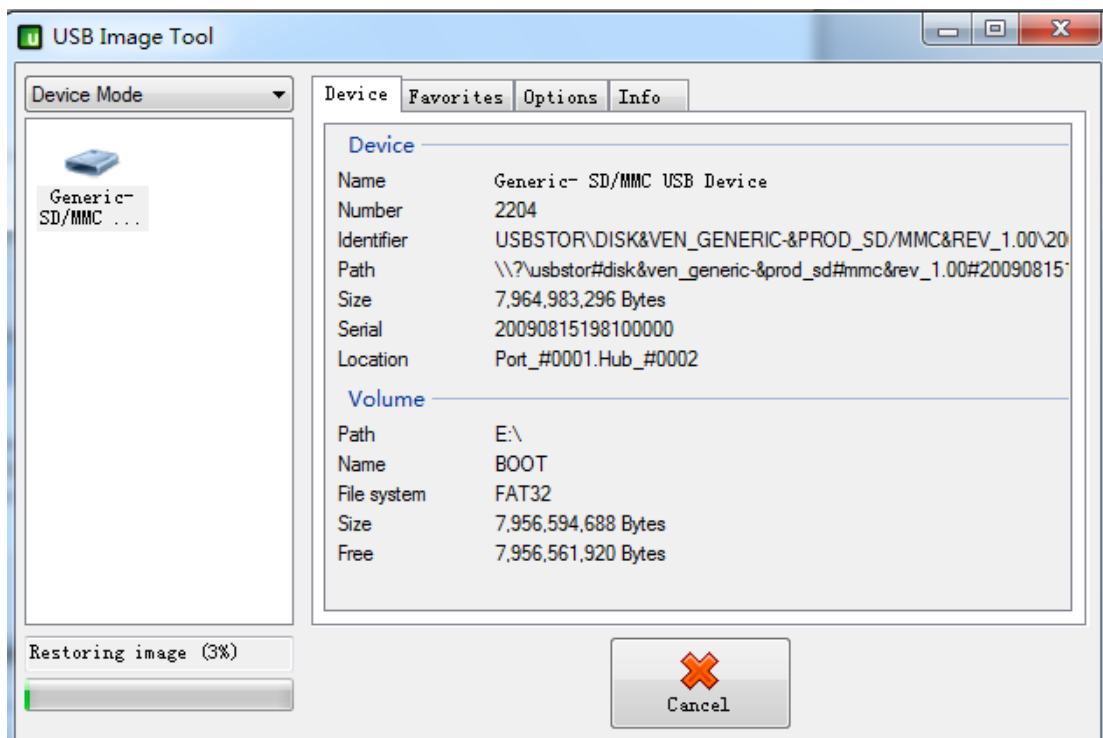 USB Image Tool
Device Mode
Generic-
SD/MMC ...
Restoring image (3%)
Device Favorites Options Info
Device
Name Generic- SD/MMC USB Device
Number 2204
Identifier USBSTOR\DISK&VEN_GENERIC-&PROD_SD/MMC&REV_1.00\20
Path \\?\usbstor#disk&ven_generic-&prod_sd#mmc&rev_1.00#200908151
Size 7,964,983,296 Bytes
Serial 20090815198100000
Location Port_#0001.Hub_#0002
Volume
Path E:\
Name BOOT
File system FAT32
Size 7,956,594,688 Bytes
Free 7,956,561,920 Bytes
Cancel